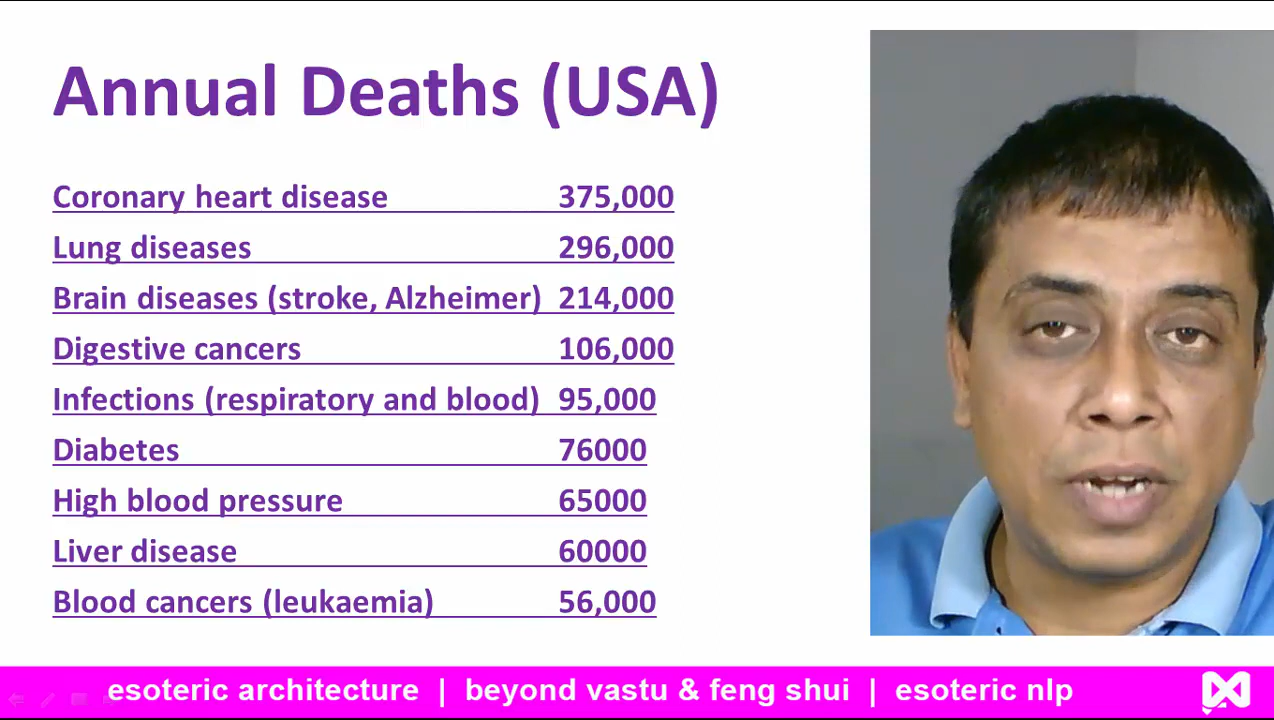 Annual Deaths (USA)
Coronary heart disease 375,000
Lung diseases 296,000
Brain diseases (stroke, Alzheimer) 214,000
Digestive cancers 106,000
Infections (respiratory and blood) 95,000
Diabetes 76000
High blood pressure 65000
Liver disease 60000
Blood cancers (leukaemia) 56,000
esoteric architecture | beyond vastu & feng shui | esoteric nlp